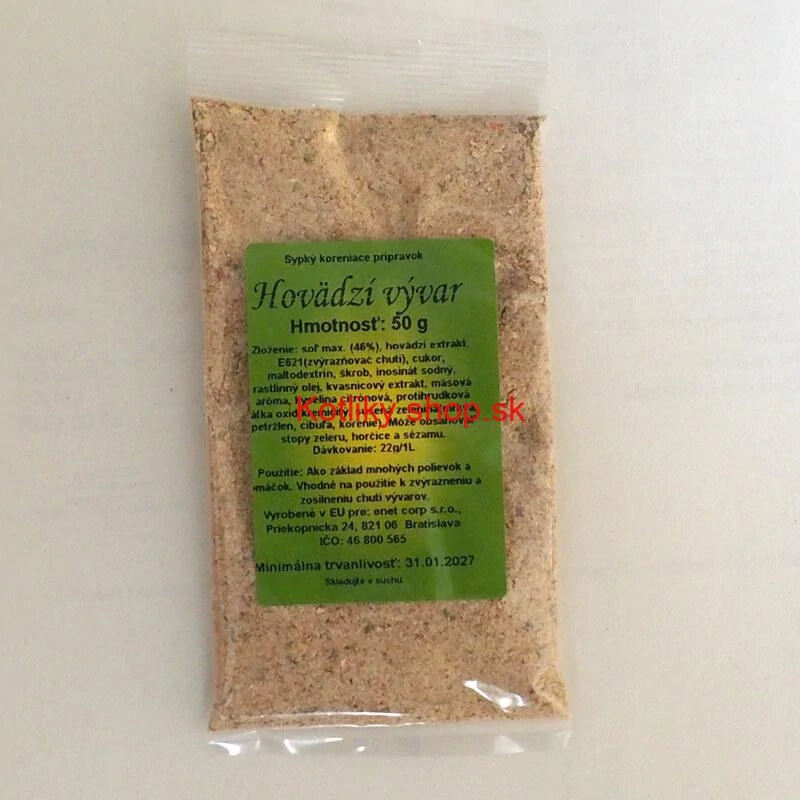 Sypký koreniace prípravok
Hovädzí vývar
Hmotnosť: 50 g
Zloženie: soľ max. (46%), hovädzí extrakt,
E621(zvýrazňovač chuti), cukor,
maltodextrin, škrob, inosinát sodný,
rastlinný olej, kvasnicový extrakt, mäsová
aróma, kyselina citrónová, protihrudková
Kofliky-shop.sk
petržlen, cibuľa, korenie). Môže obsahovať
stopy zeleru, horčice a sézamu.
Dávkovanie: 22g/1L
Použitie: Ako základ mnohých polievok a
omáčok. Vhodné na použitie k zvýrazneniu a
zosilneniu chuti vývarov.
Vyrobené v EU pre: enet corp s.r.o.,
Priekopnícka 24, 821 06 Bratislava
IČO: 46 800 565
Minimálna trvanlivosť: 31.01.2027
Skladujte v suchu.